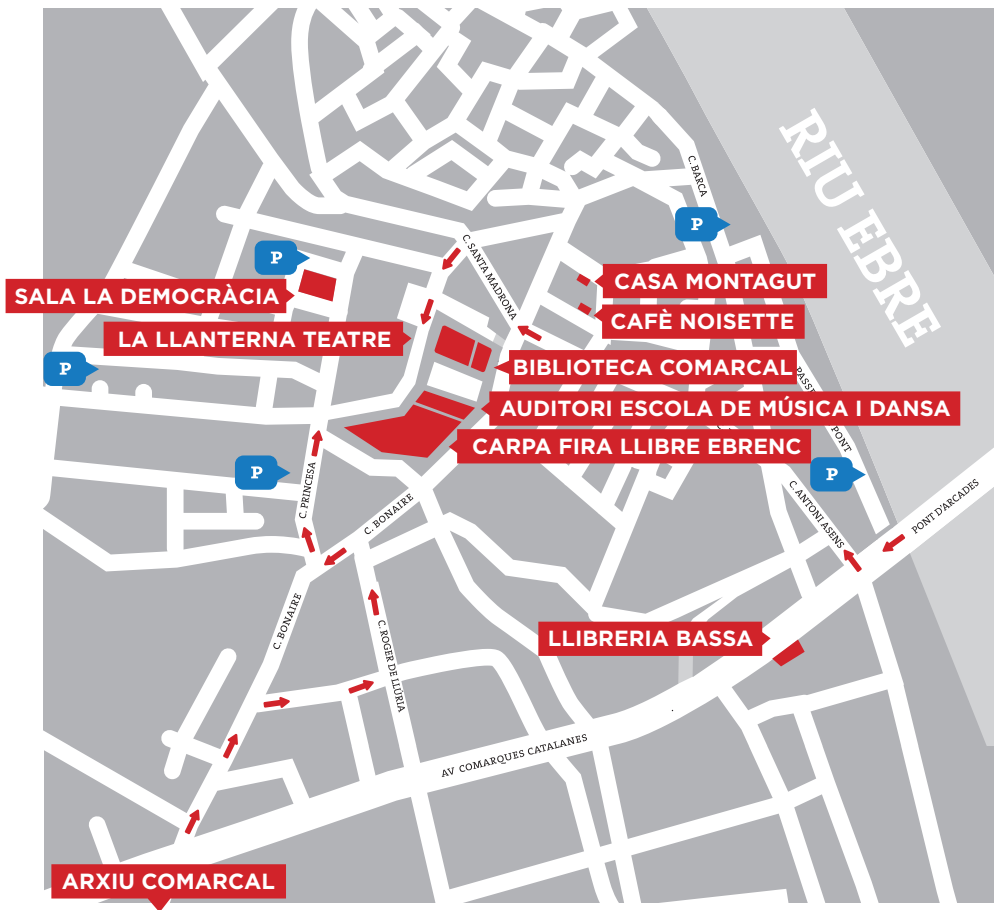 RIU EBRE
C. BARCA
P
C. SANTA MADRONA
P
CASA MONTAGUT
SALA LA DEMOCRÀCIA
CAFÈ NOISETTE
LA LLANTERNA TEATRE
P
BIBLIOTECA COMARCAL
AUDITORI ESCOLA DE MÚSICA I DANSA
PONT
CARPA FIRA LLIBRE EBRENC
P
P
C. PRINCESA
C. BONAIRE
C. ANTONI ASENS
PONT D'ARCADES
C. BONAIRE
C. ROGER DE LLÚRIA
LLIBRERIA BASSA
AV COMARQUES CATALANES
ARXIU COMARCAL